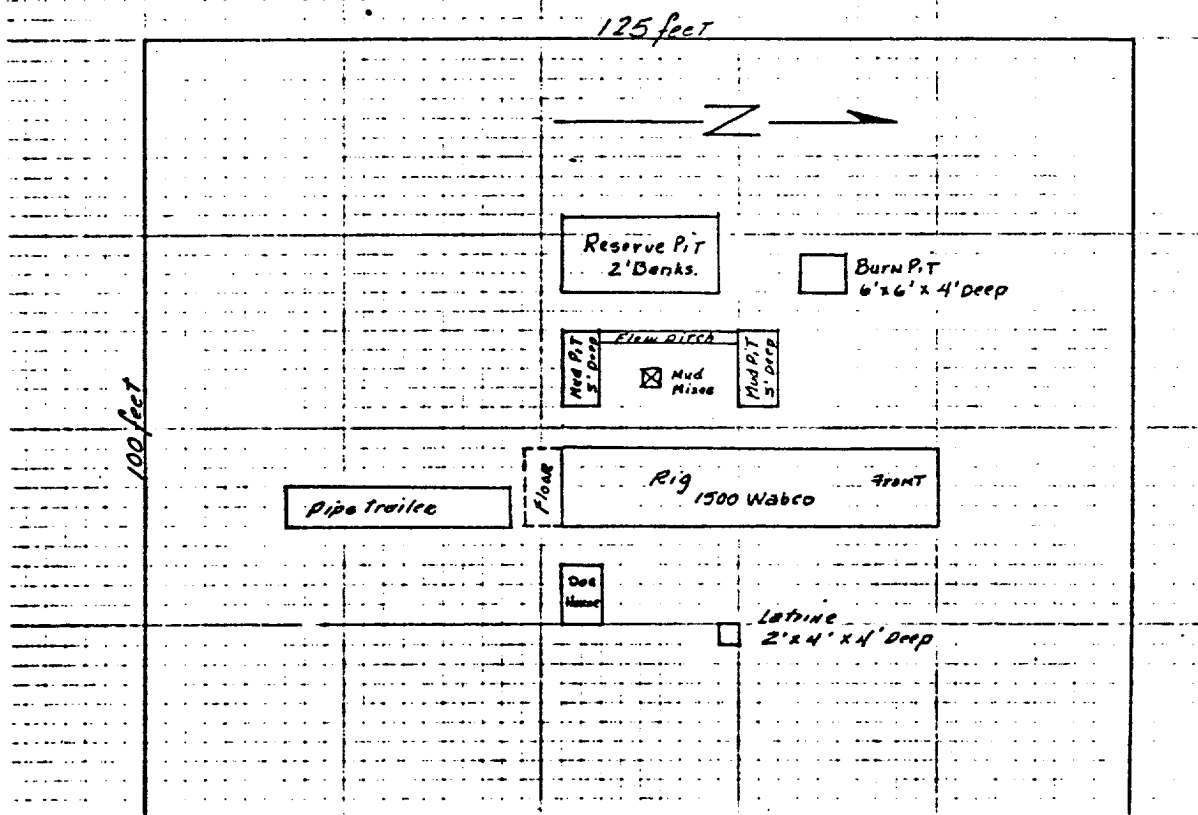 125 feet
Z
Reserve Pit
2' Banks.
Burn Pit
6'x6'x4' Deep
Flow Ditch
Mud Pit
5' Deep
Mud
Mixer
Mud Pit
5' Deep
100 feet
Rig
1500 Wabco
FRONT
Floor
Pipe Trailer
Dog
House
Latrine
2'x4'x4' Deep